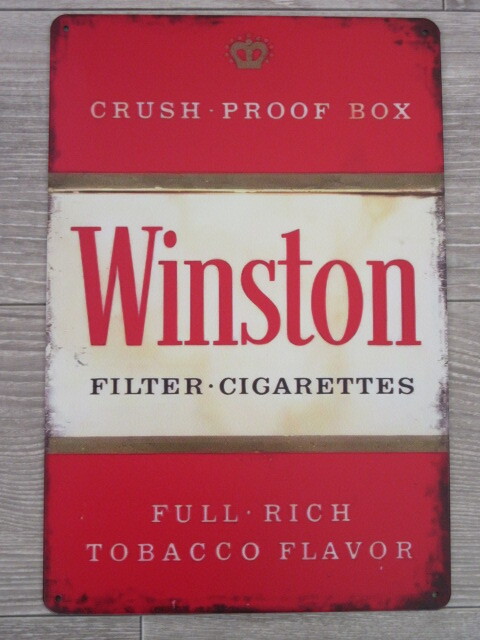 CRUSH · PROOF BOX
Winston
FILTER · CIGARETTES
FULL · RICH
TOBACCO FLAVOR